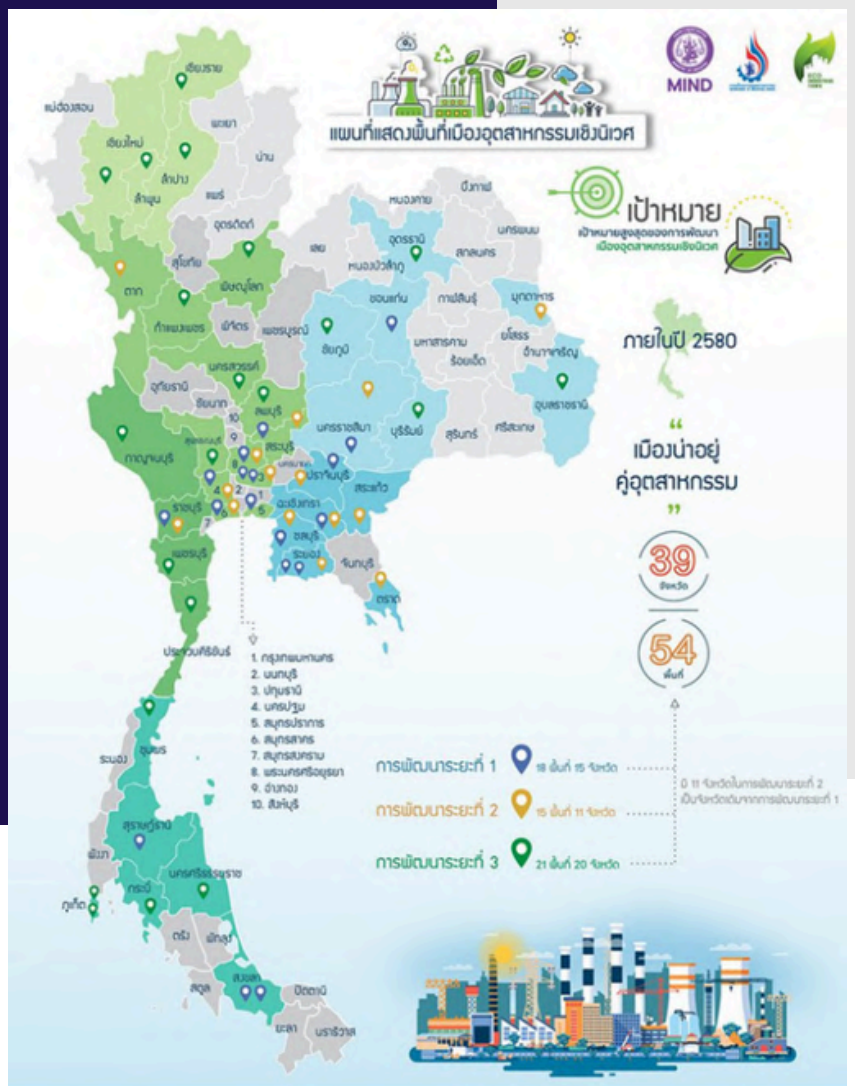 MIND
แผนที่แสดงพื้นที่เมืองอุตสาหกรรมเชิงนิเวศ
เป้าหมาย
เป้าหมายสูงสุดของการพัฒนา
เมืองอุตสาหกรรมเชิงนิเวศ
ภายในปี 2580
“
เมืองน่าอยู่
คู่อุตสาหกรรม
”
39
จังหวัด
54
พื้นที่
เชียงราย
แม่ฮ่องสอน
พะเยา
เชียงใหม่
น่าน
ลำปาง
ลำพูน
แพร่
อุตรดิตถ์
สุโขทัย
ตาก
พิษณุโลก
กำแพงเพชร
พิจิตร
เพชรบูรณ์
นครสวรรค์
อุทัยธานี
ชัยนาท
ลพบุรี
สระบุรี
กาญจนบุรี
ราชบุรี
เพชรบุรี
ประจวบคีรีขันธ์
บึงกาฬ
หนองคาย
เลย
อุดรธานี
นครพนม
สกลนคร
หนองบัวลำภู
ขอนแก่น
กาฬสินธุ์
มุกดาหาร
ชัยภูมิ
มหาสารคาม
ยโสธร
ร้อยเอ็ด
อำนาจเจริญ
อุบลราชธานี
นครราชสีมา
บุรีรัมย์
สุรินทร์
ศรีสะเกษ
ปราจีนบุรี
สระแก้ว
ฉะเชิงเทรา
ชลบุรี
ระยอง
จันทบุรี
ตราด
10
9
8
3
4
2
1
6
5
7
1. กรุงเทพมหานคร
2. นนทบุรี
3. ปทุมธานี
4. นครปฐม
5. สมุทรปราการ
6. สมุทรสาคร
7. สมุทรสงคราม
8. พระนครศรีอยุธยา
9. อ่างทอง
10. สิงห์บุรี
ระนอง
ชุมพร
สุราษฎร์ธานี
พังงา
นครศรีธรรมราช
กระบี่
ภูเก็ต
ตรัง
พัทลุง
สตูล
สงขลา
ปัตตานี
ยะลา
นราธิวาส
การพัฒนาระยะที่ 1
18 พื้นที่ 15 จังหวัด
การพัฒนาระยะที่ 2
15 พื้นที่ 11 จังหวัด
การพัฒนาระยะที่ 3
21 พื้นที่ 20 จังหวัด
มี 11 จังหวัดในการพัฒนาระยะที่ 2
เป็นจังหวัดเดิมจากการพัฒนาระยะที่ 1